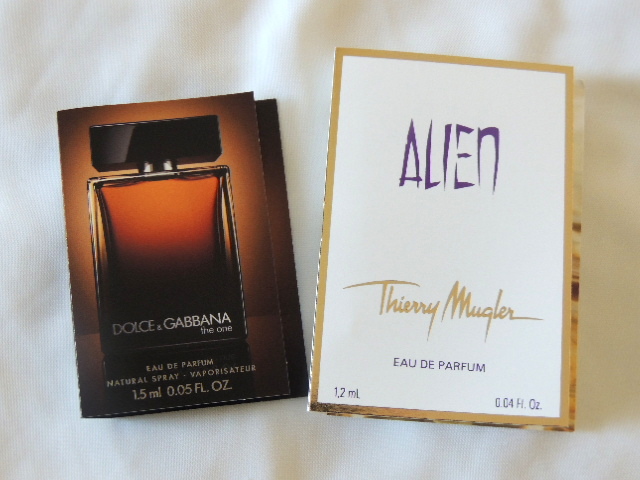 DOLCE & GABBANA
the one
EAU DE PARFUM
NATURAL SPRAY - VAPORISATEUR
1.5 ml 0.05 FL. OZ.
ALIEN
Thierry Mugler
EAU DE PARFUM
1,2 mL 0.04 Fl. Oz.